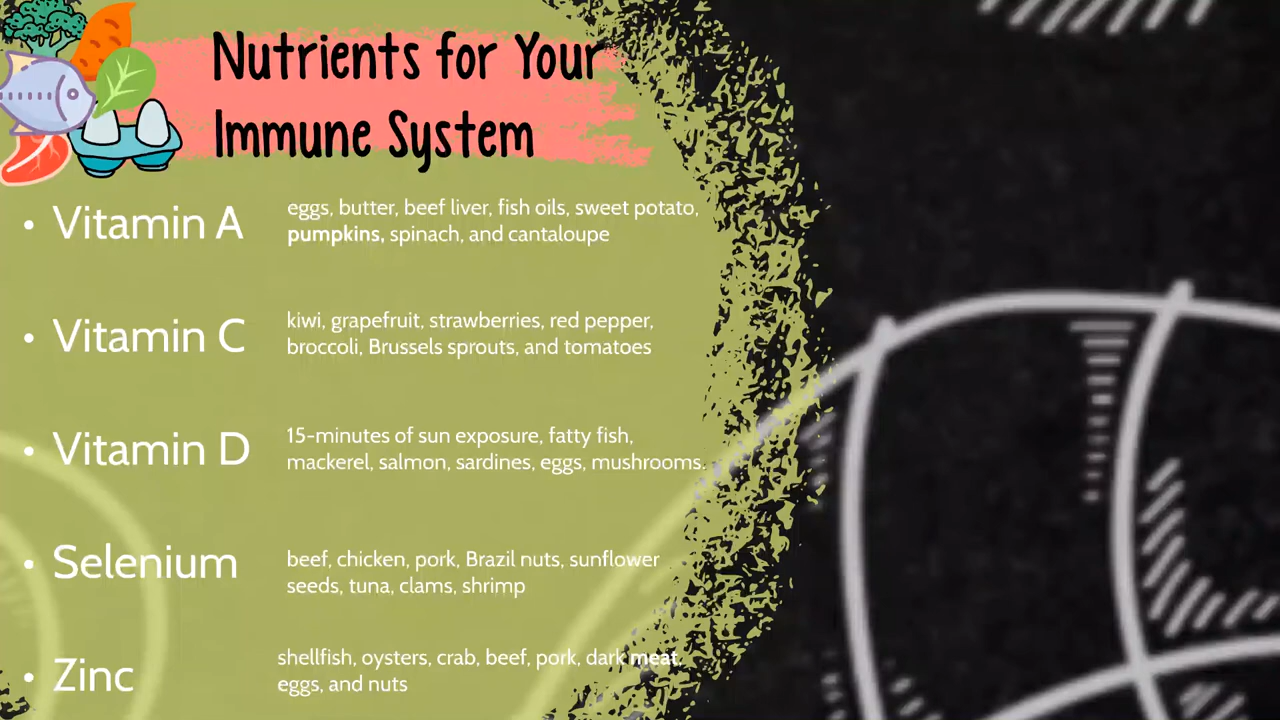 Nutrients for Your
Immune System
• Vitamin A
eggs, butter, beef liver, fish oils, sweet potato,
pumpkins, spinach, and cantaloupe
• Vitamin C
kiwi, grapefruit, strawberries, red pepper,
broccoli, Brussels sprouts, and tomatoes
• Vitamin D
15-minutes of sun exposure, fatty fish,
mackerel, salmon, sardines, eggs, mushrooms.
• Selenium
beef, chicken, pork, Brazil nuts, sunflower
seeds, tuna, clams, shrimp
• Zinc
shellfish, oysters, crab, beef, pork, dark meat,
eggs, and nuts